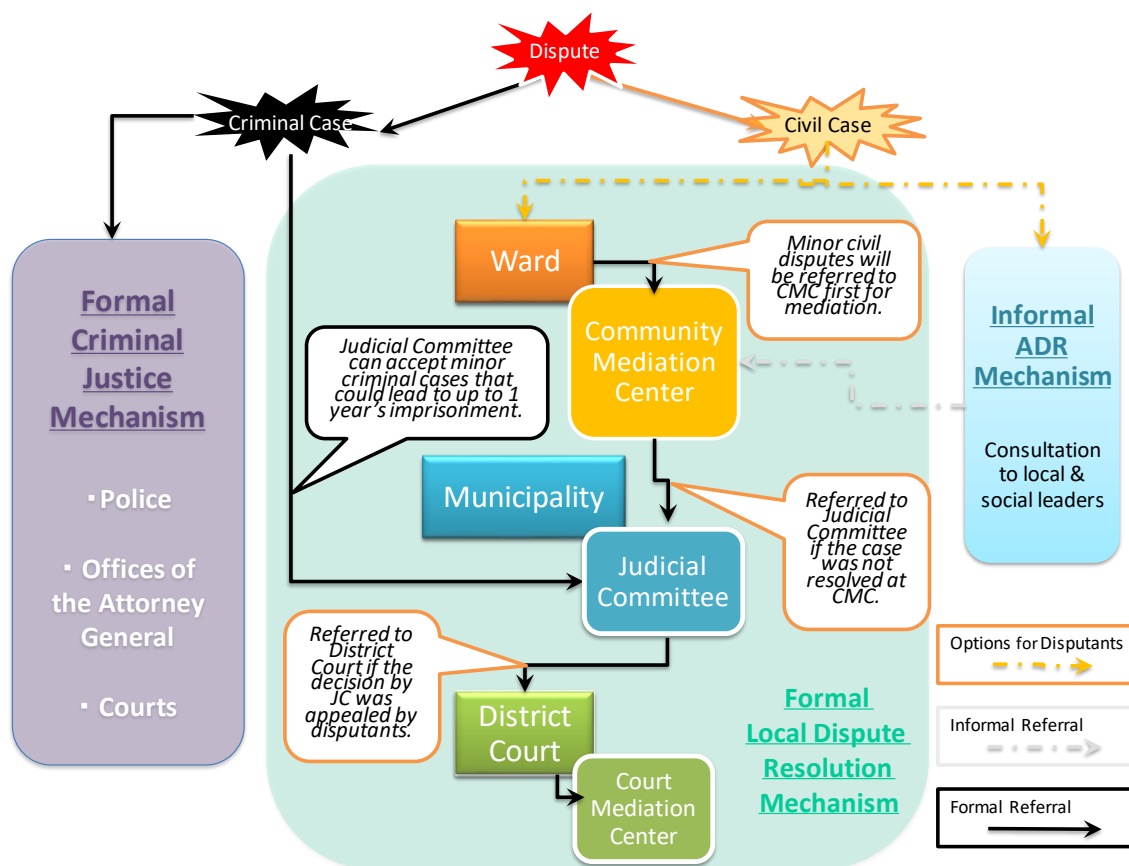 Dispute
Criminal Case
Civil Case
Formal
Criminal
Justice
Mechanism
▪ Police
▪ Offices of
the Attorney
General
▪ Courts
Ward
Minor civil
disputes will
be referred to
CMC first for
mediation.
Community
Mediation
Center
Judicial Committee
can accept minor
criminal cases that
could lead to up to 1
year's imprisonment.
Informal
ADR
Mechanism
Consultation
to local &
social leaders
Municipality
Referred to
Judicial
Committee
if the case
was not
resolved at
CMC.
Judicial
Committee
Referred to
District
Court if the
decision by
JC was
appealed by
disputants.
District
Court
Court
Mediation
Center
Formal
Local Dispute
Resolution
Mechanism
Options for Disputants
Informal Referral
Formal Referral